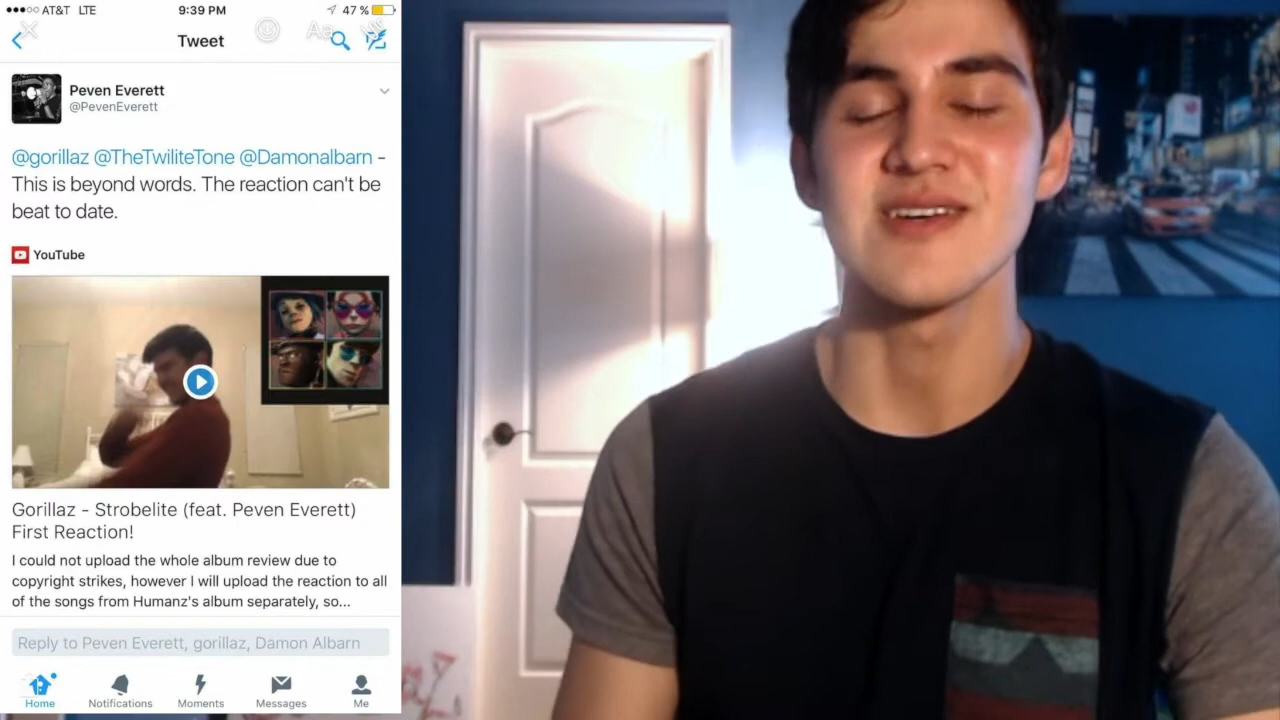 AT&T LTE 9:39 PM 47 %
Aa
Tweet
Peven Everett
@PevenEverett
@gorillaz @TheTwiliteTone @Damonalbarn -
This is beyond words. The reaction can't be
beat to date.
YouTube
Gorillaz - Strobelite (feat. Peven Everett)
First Reaction!
I could not upload the whole album review due to
copyright strikes, however I will upload the reaction to all
of the songs from Humanz's album separately, so...
Reply to Peven Everett, gorillaz, Damon Albarn
Home Notifications Moments Messages Me